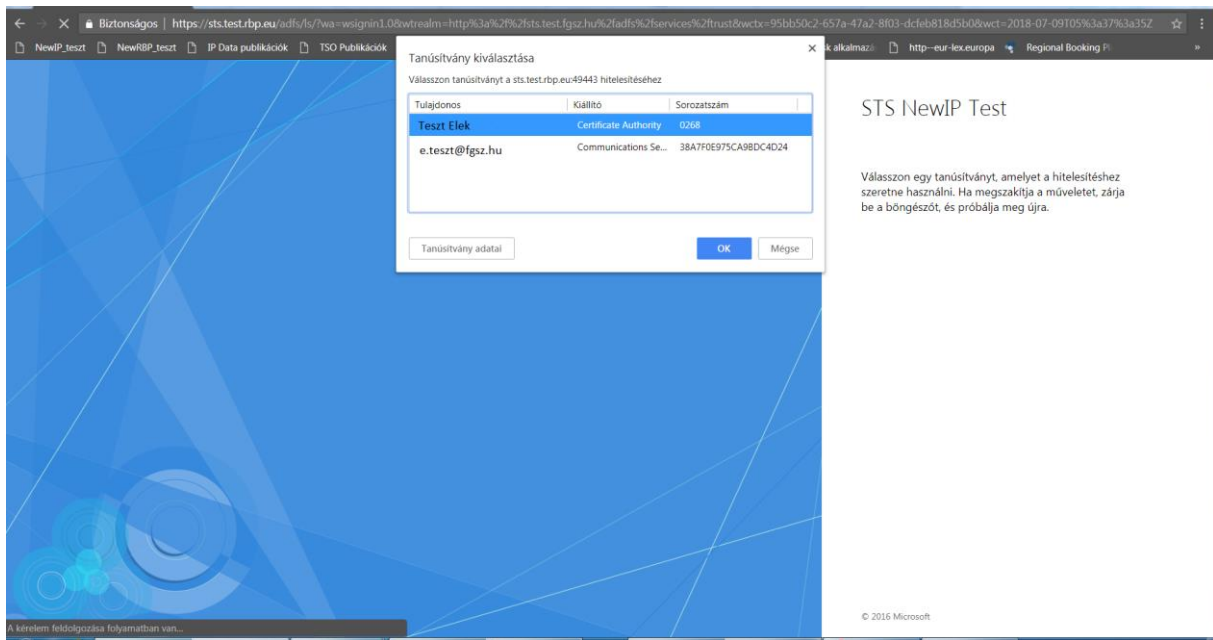 Biztonságos | https://sts.test.rbp.eu/adfs/ls/?wa=wsignin1.0&wtrealm=http%3a%2f%2fsts.test.fgsz.hu%2fadfs%2fservices%2ftrust&wctx=95bb50c2-657a-47a2-8f03-dcfeb818d5b0&wct=2018-07-09T05%3a37%3a35Z
NewIP_teszt NewRBP_teszt IP Data publikációk TSO Publikációk http--eur-lex.europa Regional Booking
Tanúsítvány kiválasztása
Válasszon tanúsítványt a sts.test.rbp.eu:49443 hitelesítéséhez
Tulajdonos Kiállító Sorozatszám
Teszt Elek Certificate Authority 0268
e.teszt@fgsz.hu Communications Se... 38A7F0E975CA9BDC4D24
Tanúsítvány adatai OK Mégse
STS NewIP Test
Válasszon egy tanúsítványt, amelyet a hitelesítéshez
szeretne használni. Ha megszakítja a műveletet, zárja
be a böngészőt, és próbálja meg újra.
© 2016 Microsoft
A kérelem feldolgozása folyamatban van...